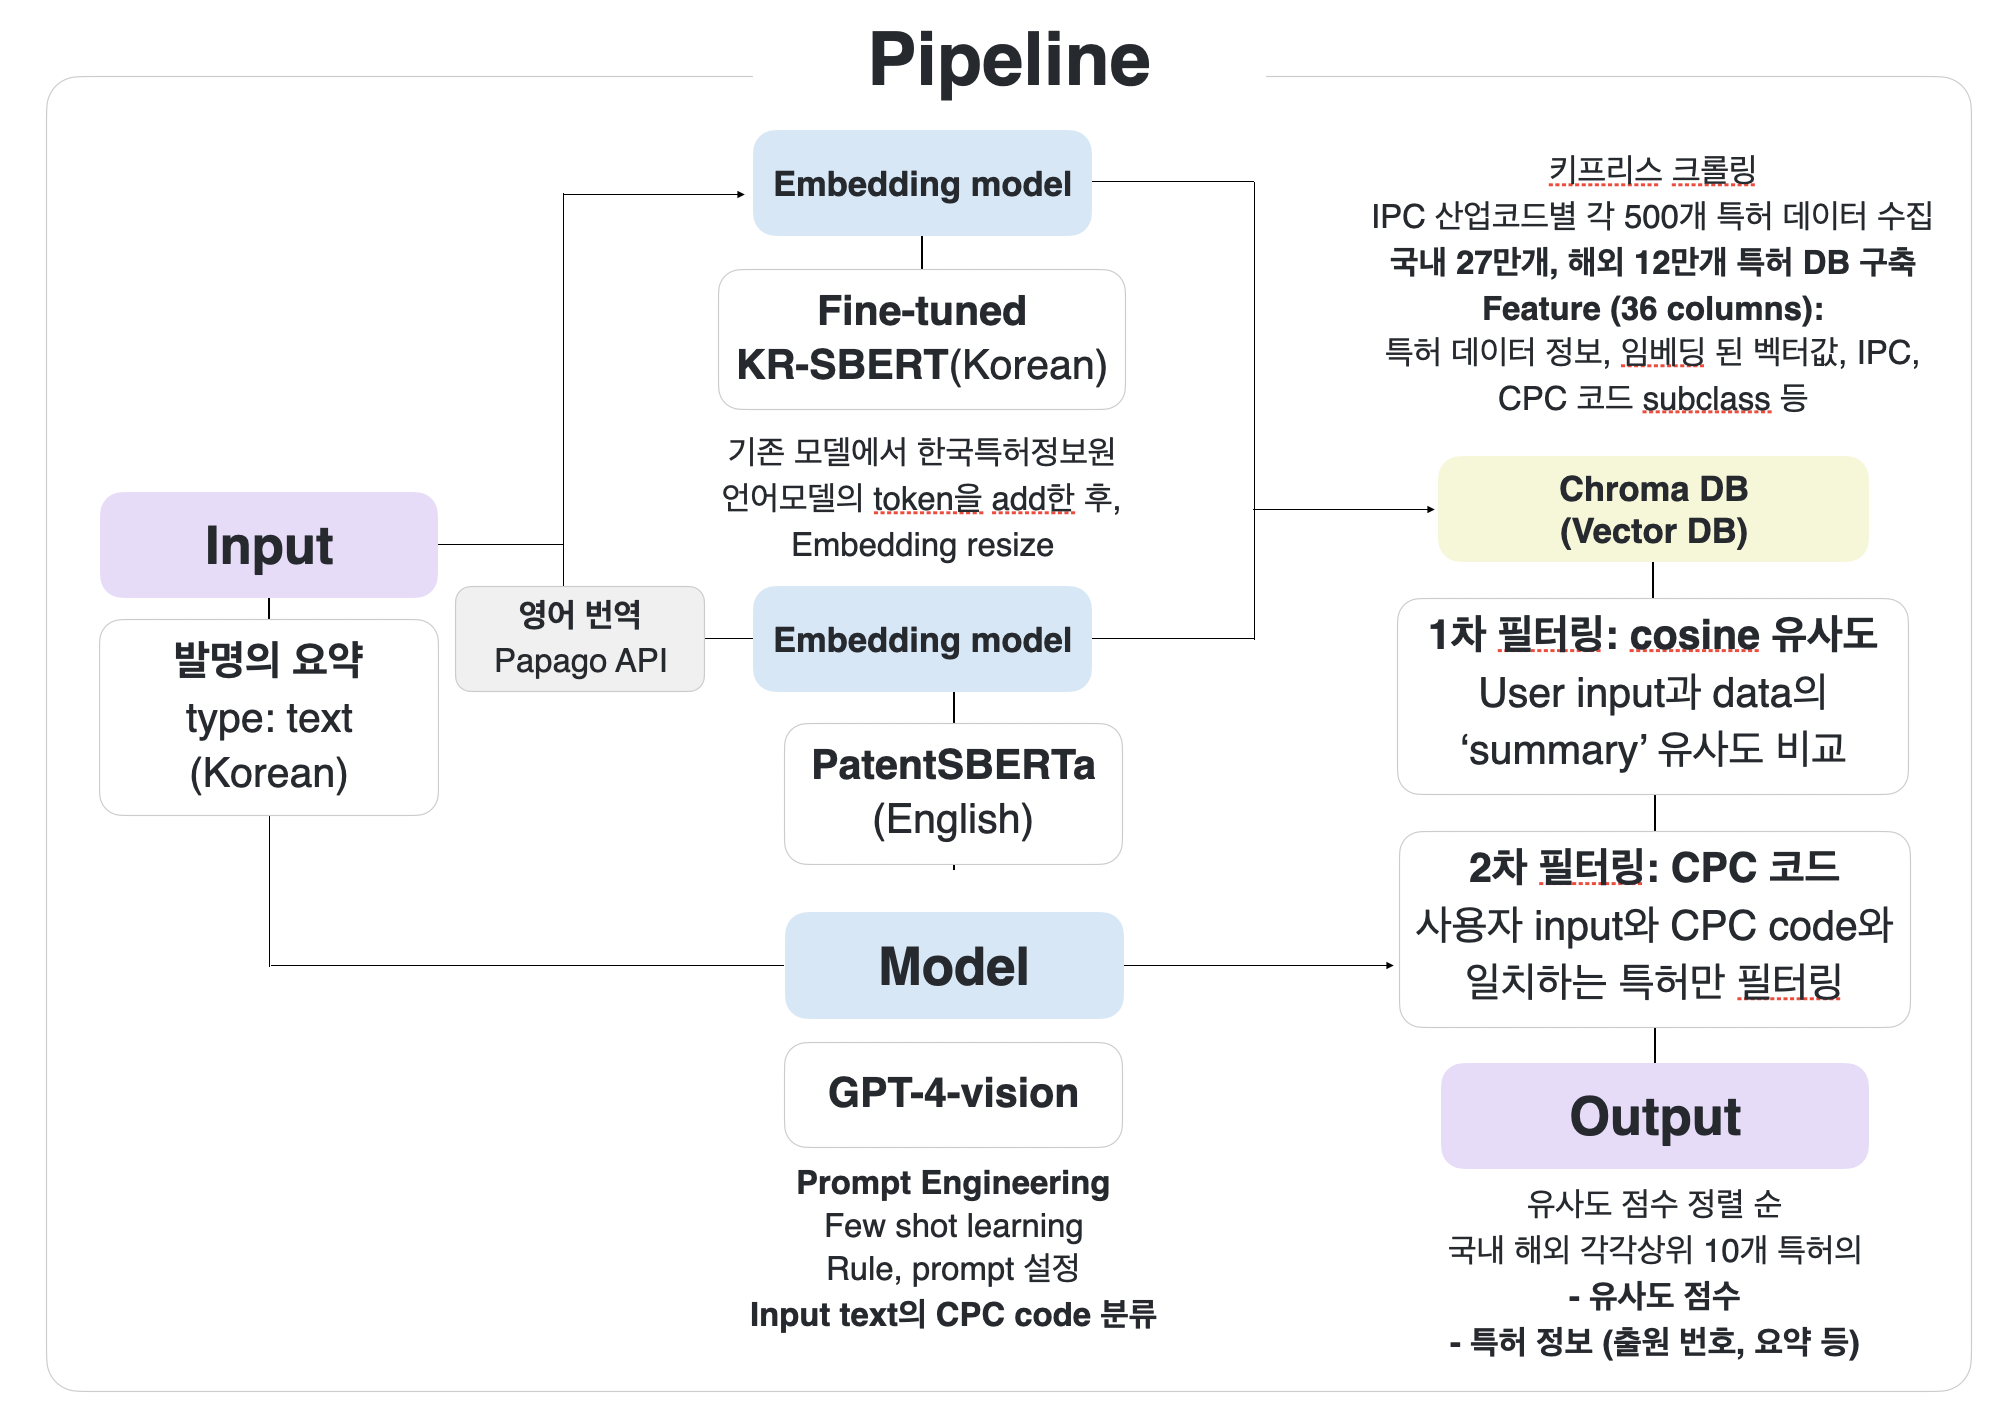 Pipeline
Input
발명의 요약
type: text
(Korean)
영어 번역
Papago API
Embedding model
Fine-tuned
KR-SBERT(Korean)
기존 모델에서 한국특허정보원
언어모델의 token을 add한 후,
Embedding resize
Embedding model
PatentSBERTa
(English)
Model
GPT-4-vision
Prompt Engineering
Few shot learning
Rule, prompt 설정
Input text의 CPC code 분류
키프리스 크롤링
IPC 산업코드별 각 500개 특허 데이터 수집
국내 27만개, 해외 12만개 특허 DB 구축
Feature (36 columns):
특허 데이터 정보, 임베딩 된 벡터값, IPC,
CPC 코드 subclass 등
Chroma DB
(Vector DB)
1차 필터링: cosine 유사도
User input과 data의
‘summary’ 유사도 비교
2차 필터링: CPC 코드
사용자 input와 CPC code와
일치하는 특허만 필터링
Output
유사도 점수 정렬 순
국내 해외 각각상위 10개 특허의
- 유사도 점수
- 특허 정보 (출원 번호, 요약 등)